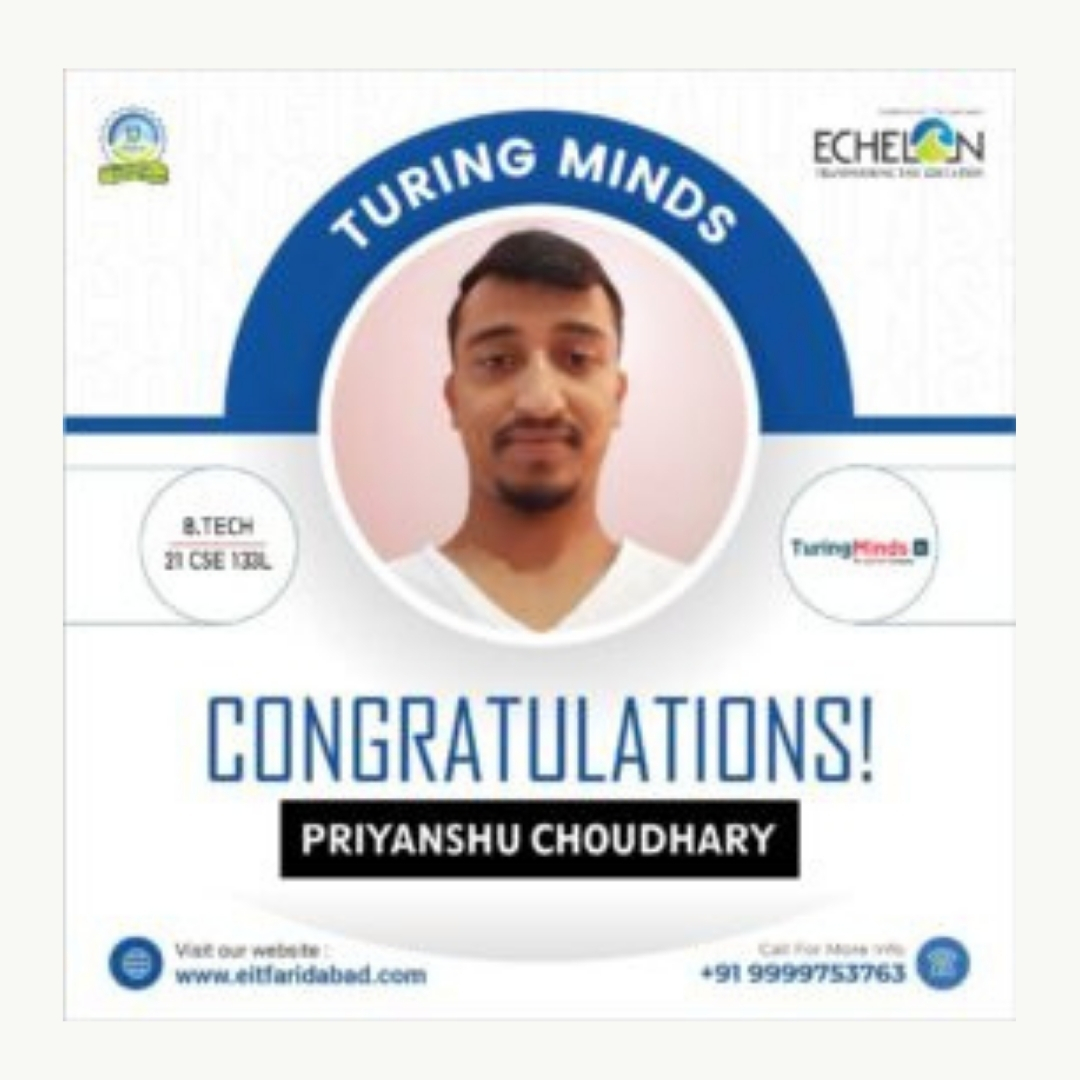 TURING MINDS
ECHELON
B.TECH
21 CSE 133L
TuringMinds
CONGRATULATIONS!
PRIYANSHU CHOUDHARY
Visit our website :
www.eitfaridabad.com
Call For More Info
+91 9999753763